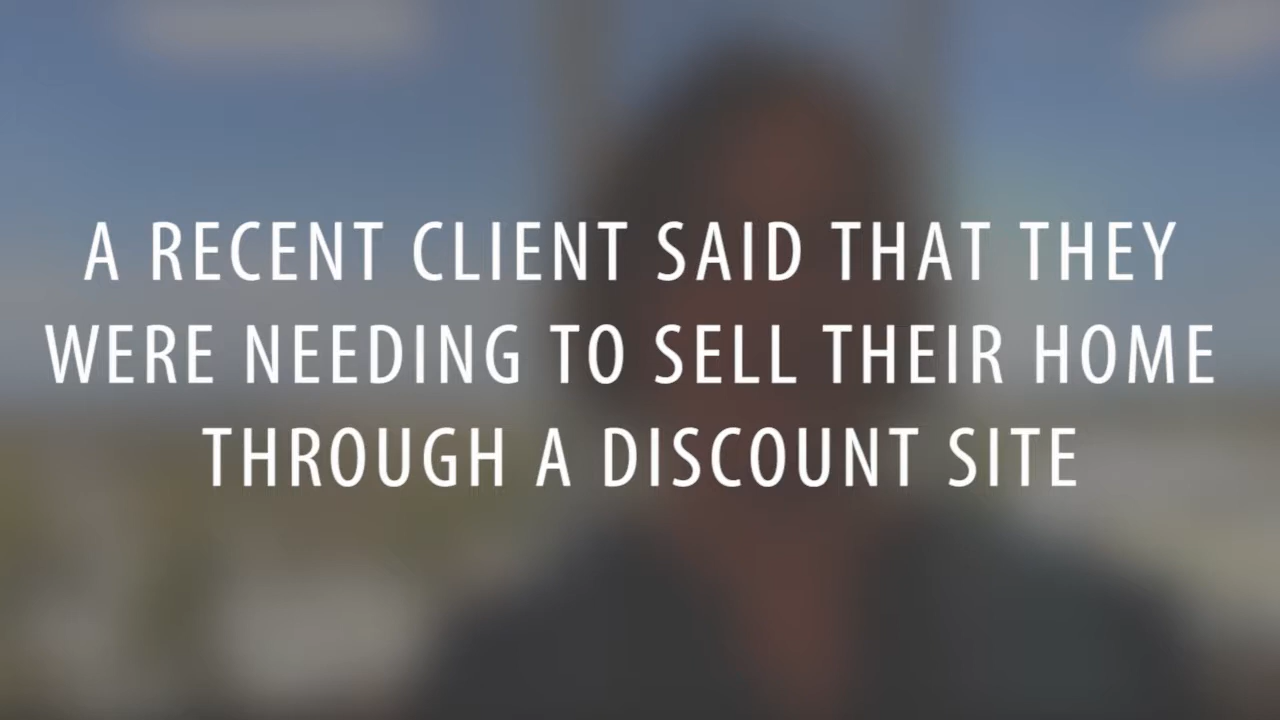 A RECENT CLIENT SAID THAT THEY
WERE NEEDING TO SELL THEIR HOME
THROUGH A DISCOUNT SITE